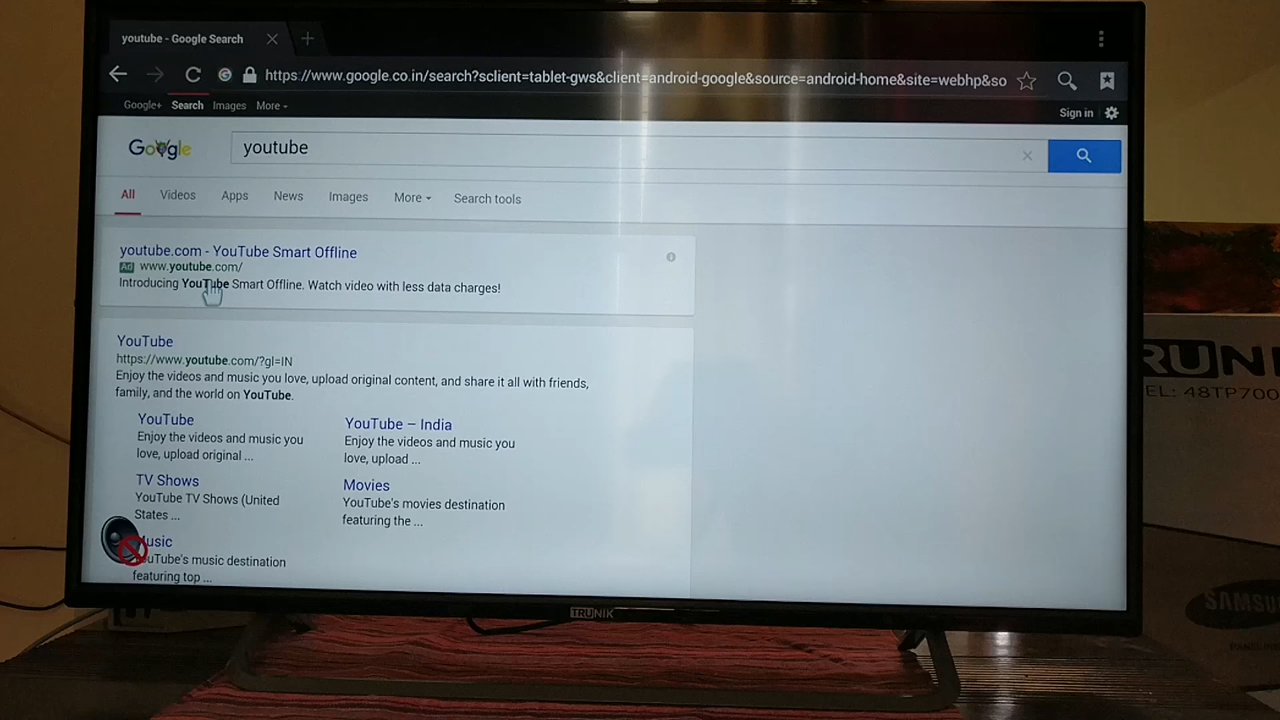 youtube - Google Search
https://www.google.co.in/search?sclient=tablet-gws&client=android-google&source=android-home&site=webhp&so
Google+ Search Images More
Sign in
Google
youtube
All Videos Apps News Images More Search tools
youtube.com - YouTube Smart Offline
Ad www.youtube.com/
Introducing YouTube Smart Offline. Watch video with less data charges!
YouTube
https://www.youtube.com/?gl=IN
Enjoy the videos and music you love, upload original content, and share it all with friends,
family, and the world on YouTube.
YouTube
Enjoy the videos and music you
love, upload original ...
YouTube – India
Enjoy the videos and music you
love, upload ...
TV Shows
YouTube TV Shows (United
States ...
Movies
YouTube's movies destination
featuring the ...
Music
YouTube's music destination
featuring top ...
TRUNIK
RUNI
EL: 48TP700
SAMSU